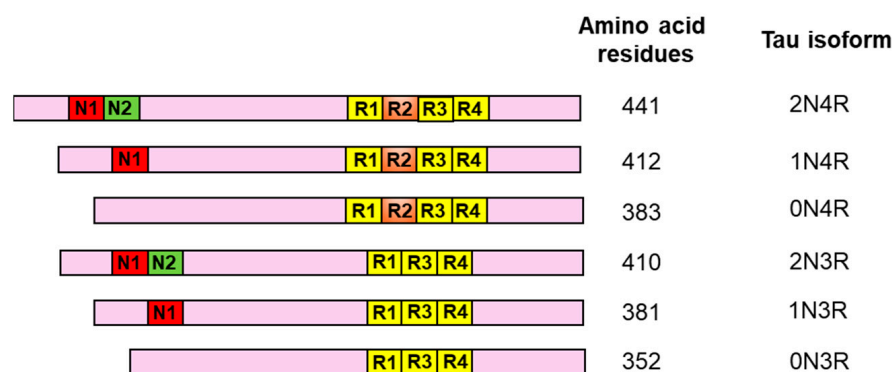 Amino acid residues Tau isoform
N1 N2 R1 R2 R3 R4 441 2N4R
N1 R1 R2 R3 R4 412 1N4R
R1 R2 R3 R4 383 0N4R
N1 N2 R1 R3 R4 410 2N3R
N1 R1 R3 R4 381 1N3R
R1 R3 R4 352 0N3R